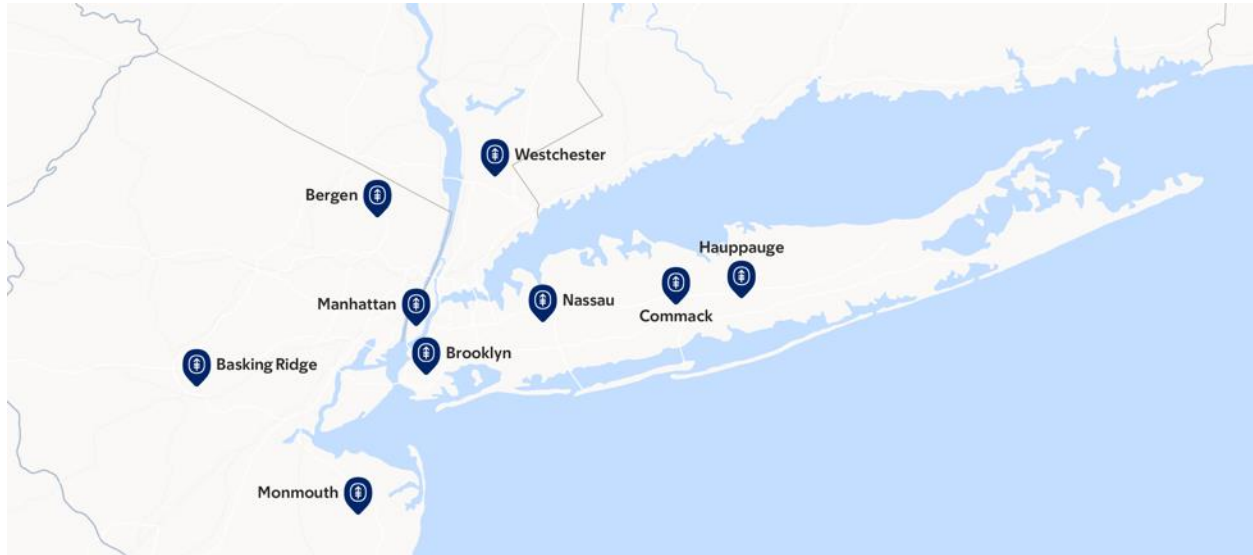 Westchester
Bergen
Hauppauge
Manhattan
Nassau
Commack
Brooklyn
Basking Ridge
Monmouth